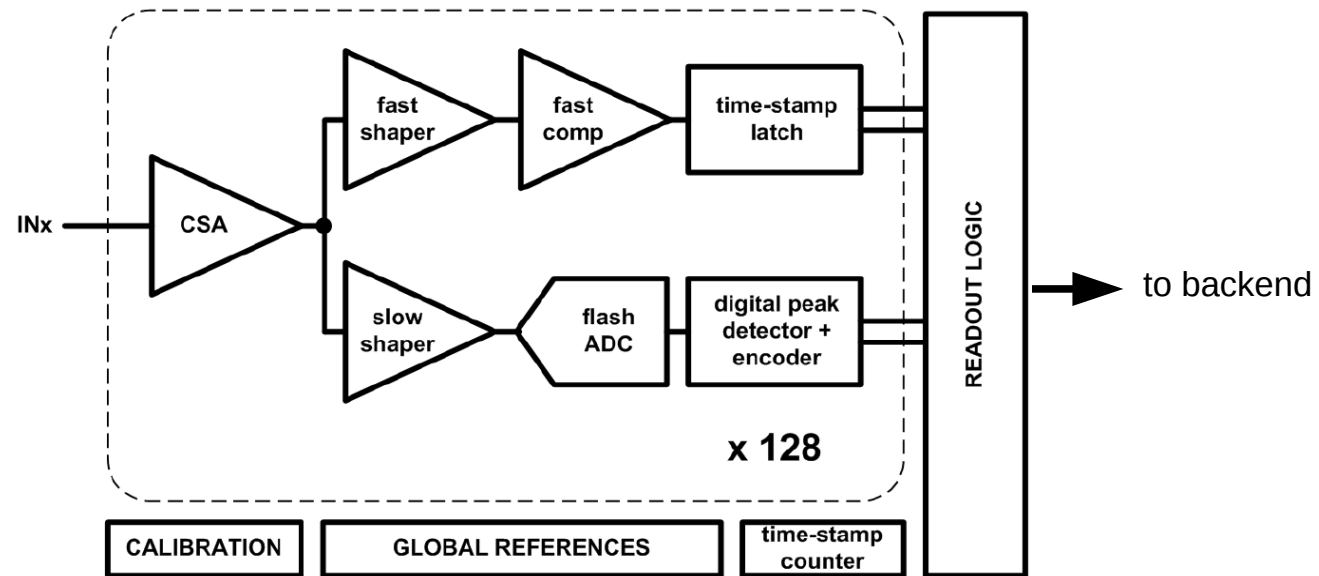 fast
shaper
fast
comp
time-stamp
latch
INx
CSA
slow
shaper
flash
ADC
digital peak
detector +
encoder
x 128
READOUT LOGIC
to backend
CALIBRATION
GLOBAL REFERENCES
time-stamp
counter